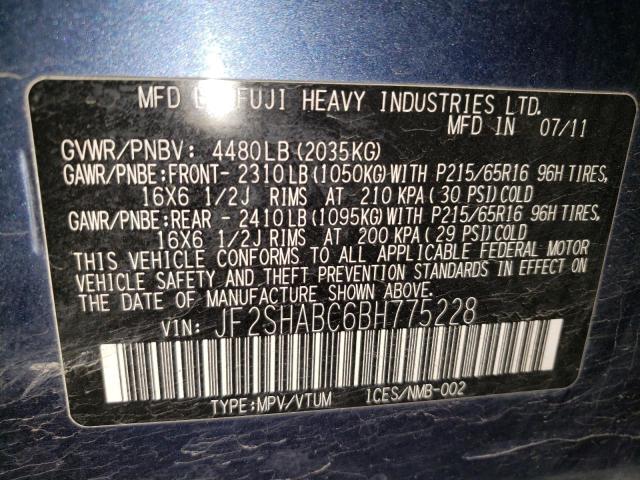 MFD BY FUJI HEAVY INDUSTRIES LTD.
MFD IN 07/11
GVWR/PNBV: 4480LB(2035KG)
GAWR/PNBE:FRONT- 2310LB(1050KG)WITH P215/65R16 96H TIRES,
16X6 1/2J RIMS AT 210 KPA(30 PSI)COLD
GAWR/PNBE:REAR - 2410LB(1095KG)WITH P215/65R16 96H TIRES,
16X6 1/2J RIMS AT 200 KPA(29 PSI)COLD
THIS VEHICLE CONFORMS TO ALL APPLICABLE FEDERAL MOTOR
VEHICLE SAFETY AND THEFT PREVENTION STANDARDS IN EFFECT ON
THE DATE OF MANUFACTURE SHOWN ABOVE.
VIN: JF2SHABC6BH775228
TYPE:MPV/VTUM 1CES/NMB-002